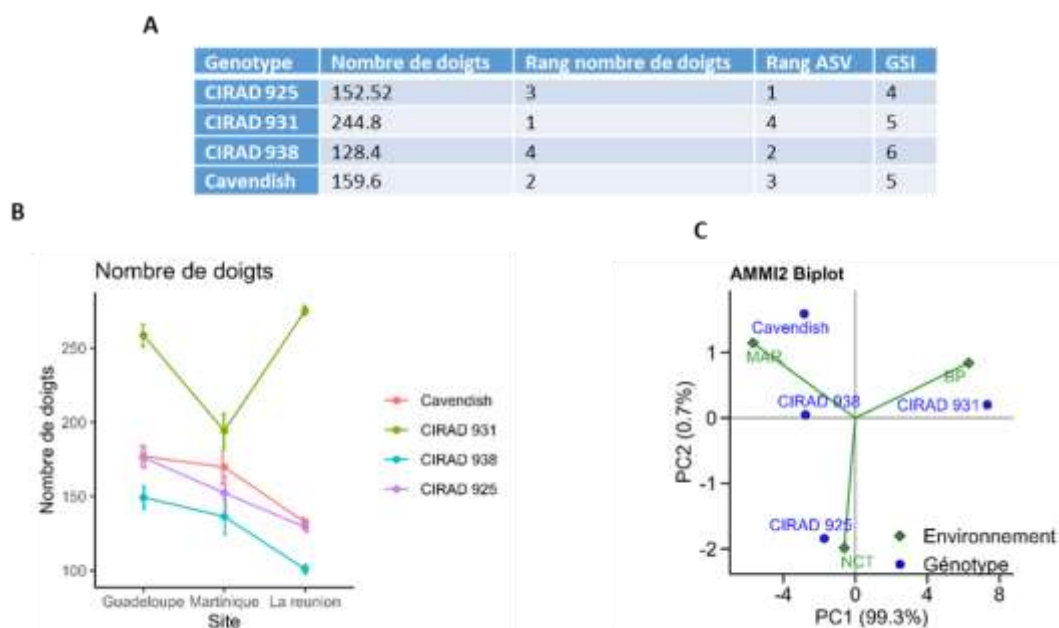 A
Genotype Nombre de doigts Rang nombre de doigts Rang ASV GSI
CIRAD 925 152.52 3 1 4
CIRAD 931 244.8 1 4 5
CIRAD 938 128.4 4 2 6
Cavendish 159.6 2 3 5
B
Nombre de doigts
Nombre de doigts
250
200
150
100
Guadeloupe Martinique La reunion
Site
Cavendish
CIRAD 931
CIRAD 938
CIRAD 925
C
AMMI2 Biplot
PC2 (0.7%)
1
0
-1
-2
Cavendish
MAR
BP
CIRAD 938
CIRAD 931
CIRAD 925
NCT
Environnement
Génotype
-4 0 4 8
PC1 (99.3%)